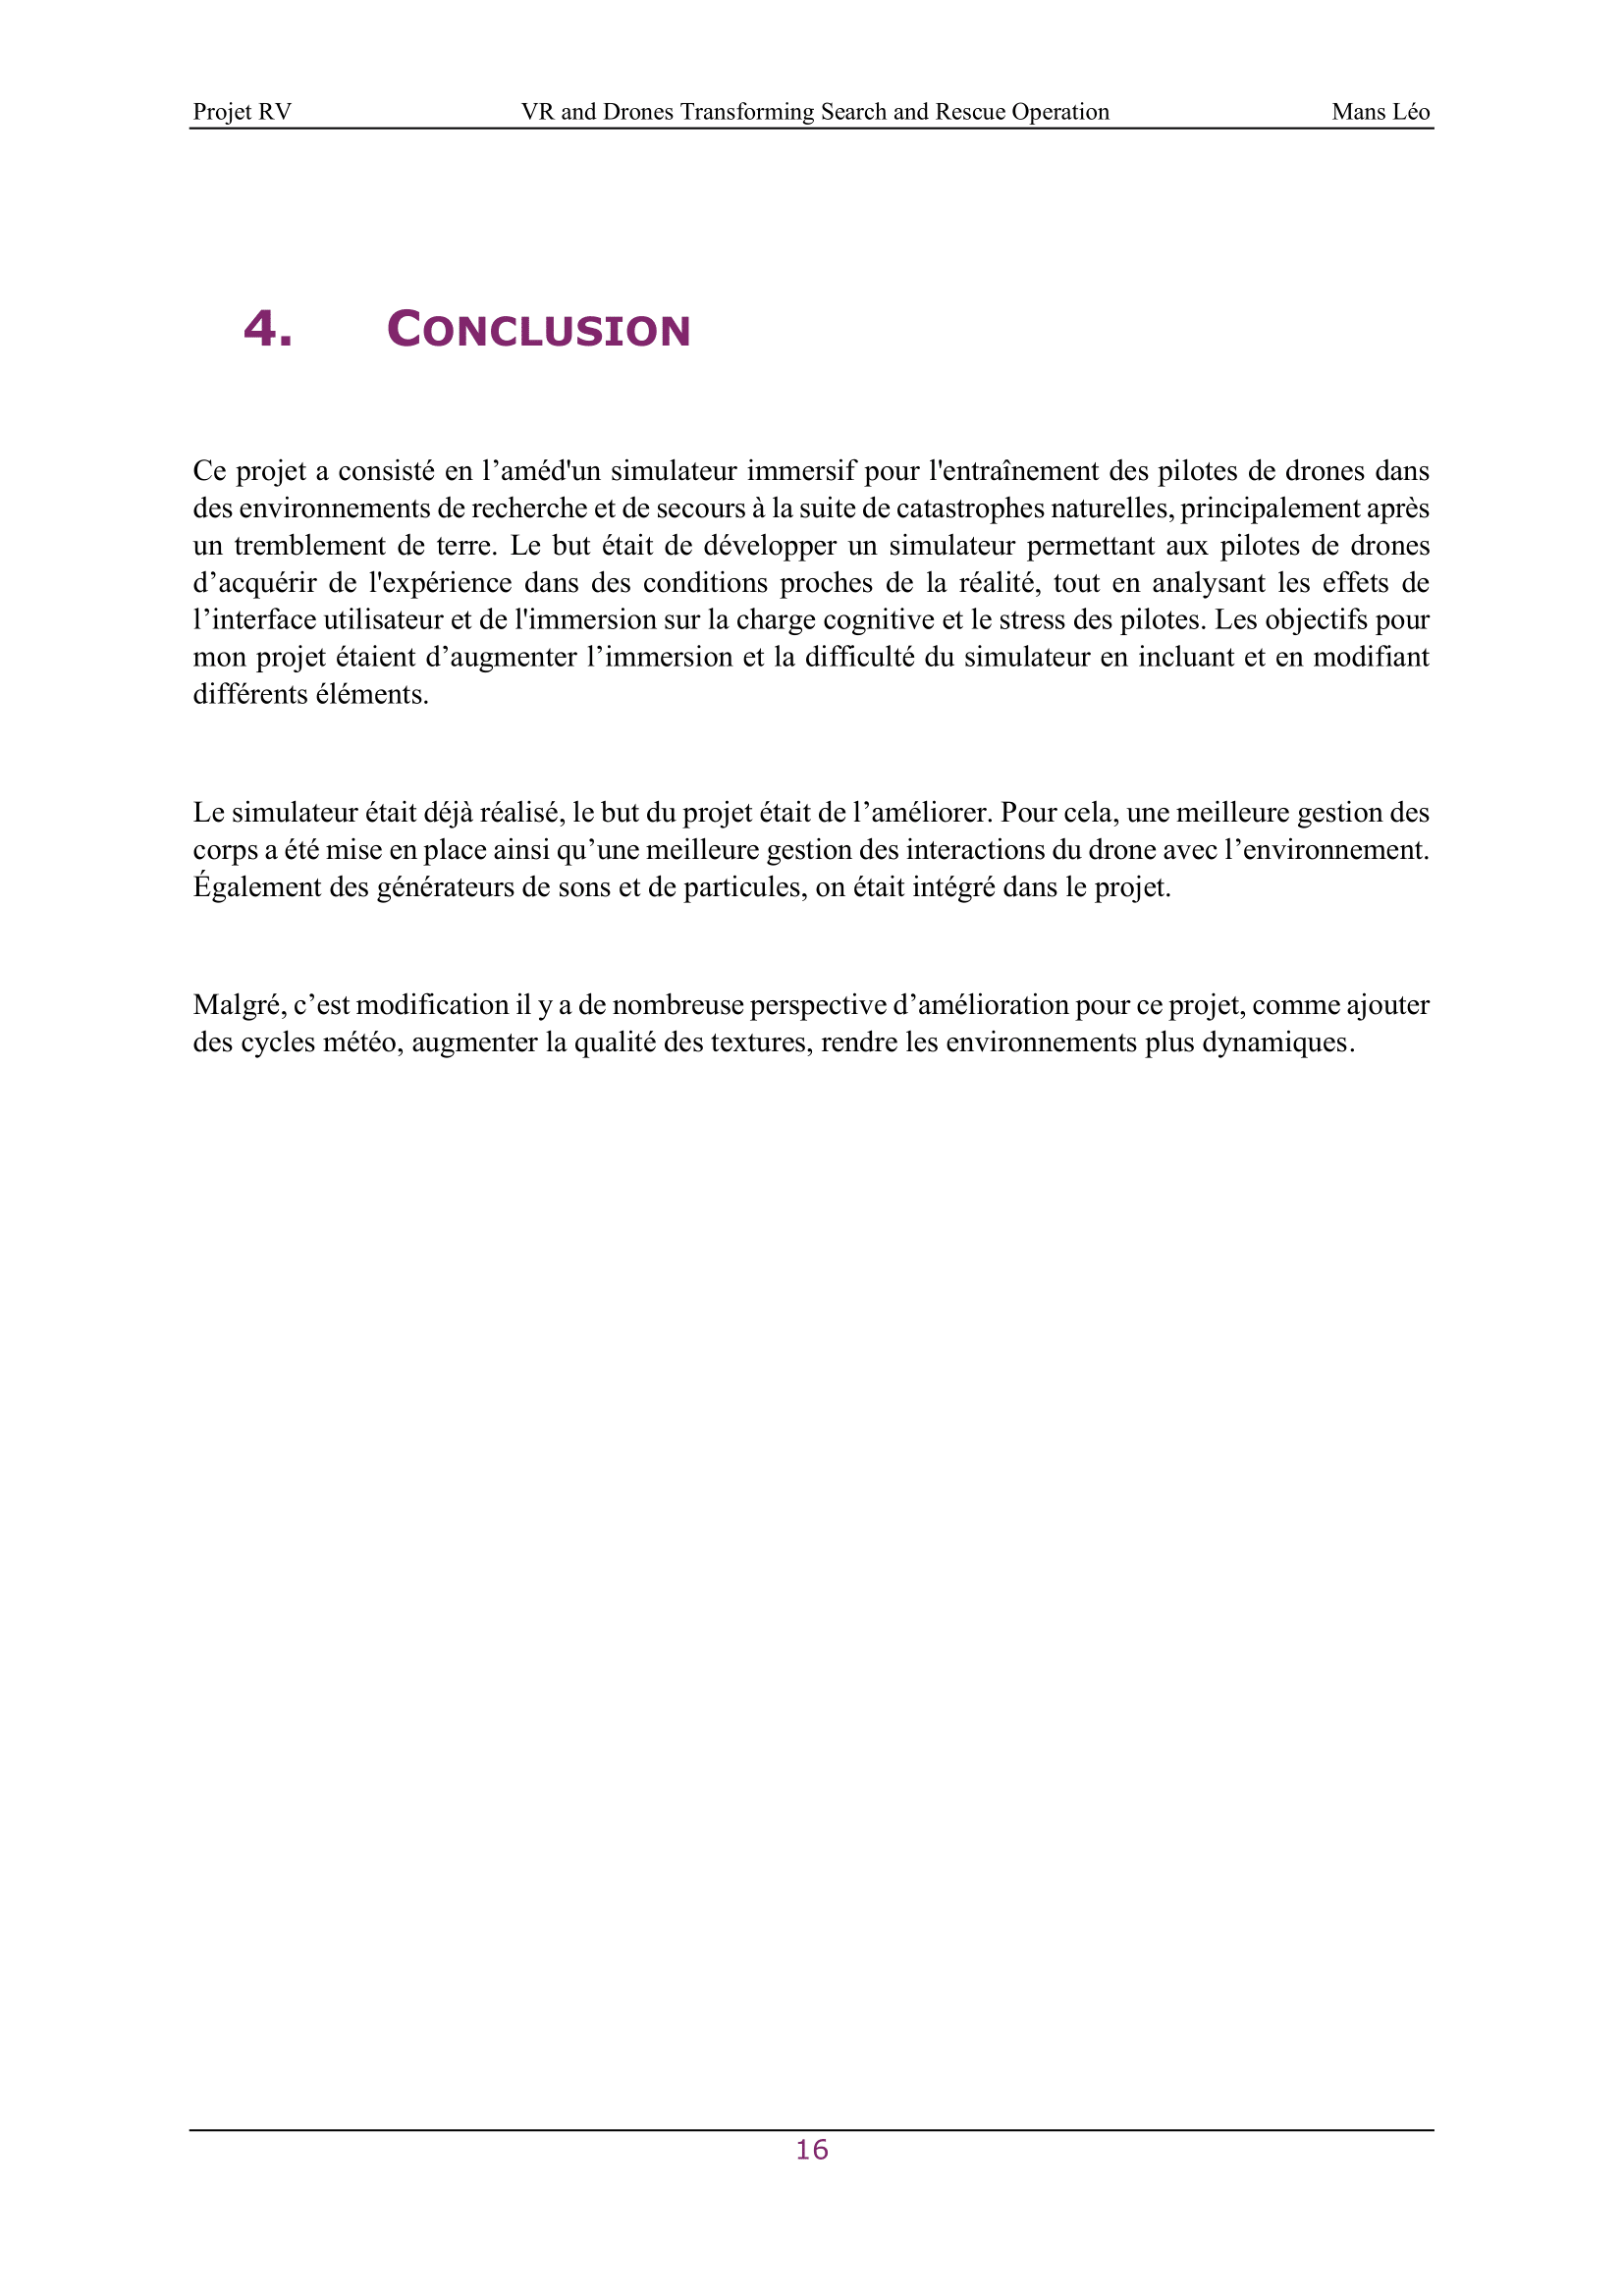 Projet RV VR and Drones Transforming Search and Rescue Operation Mans Léo
4. CONCLUSION
Ce projet a consisté en l’améd'un simulateur immersif pour l'entraînement des pilotes de drones dans
des environnements de recherche et de secours à la suite de catastrophes naturelles, principalement après
un tremblement de terre. Le but était de développer un simulateur permettant aux pilotes de drones
d’acquérir de l'expérience dans des conditions proches de la réalité, tout en analysant les effets de
l’interface utilisateur et de l'immersion sur la charge cognitive et le stress des pilotes. Les objectifs pour
mon projet étaient d’augmenter l’immersion et la difficulté du simulateur en incluant et en modifiant
différents éléments.
Le simulateur était déjà réalisé, le but du projet était de l’améliorer. Pour cela, une meilleure gestion des
corps a été mise en place ainsi qu’une meilleure gestion des interactions du drone avec l’environnement.
Également des générateurs de sons et de particules, on était intégré dans le projet.
Malgré, c’est modification il y a de nombreuse perspective d’amélioration pour ce projet, comme ajouter
des cycles météo, augmenter la qualité des textures, rendre les environnements plus dynamiques.
16